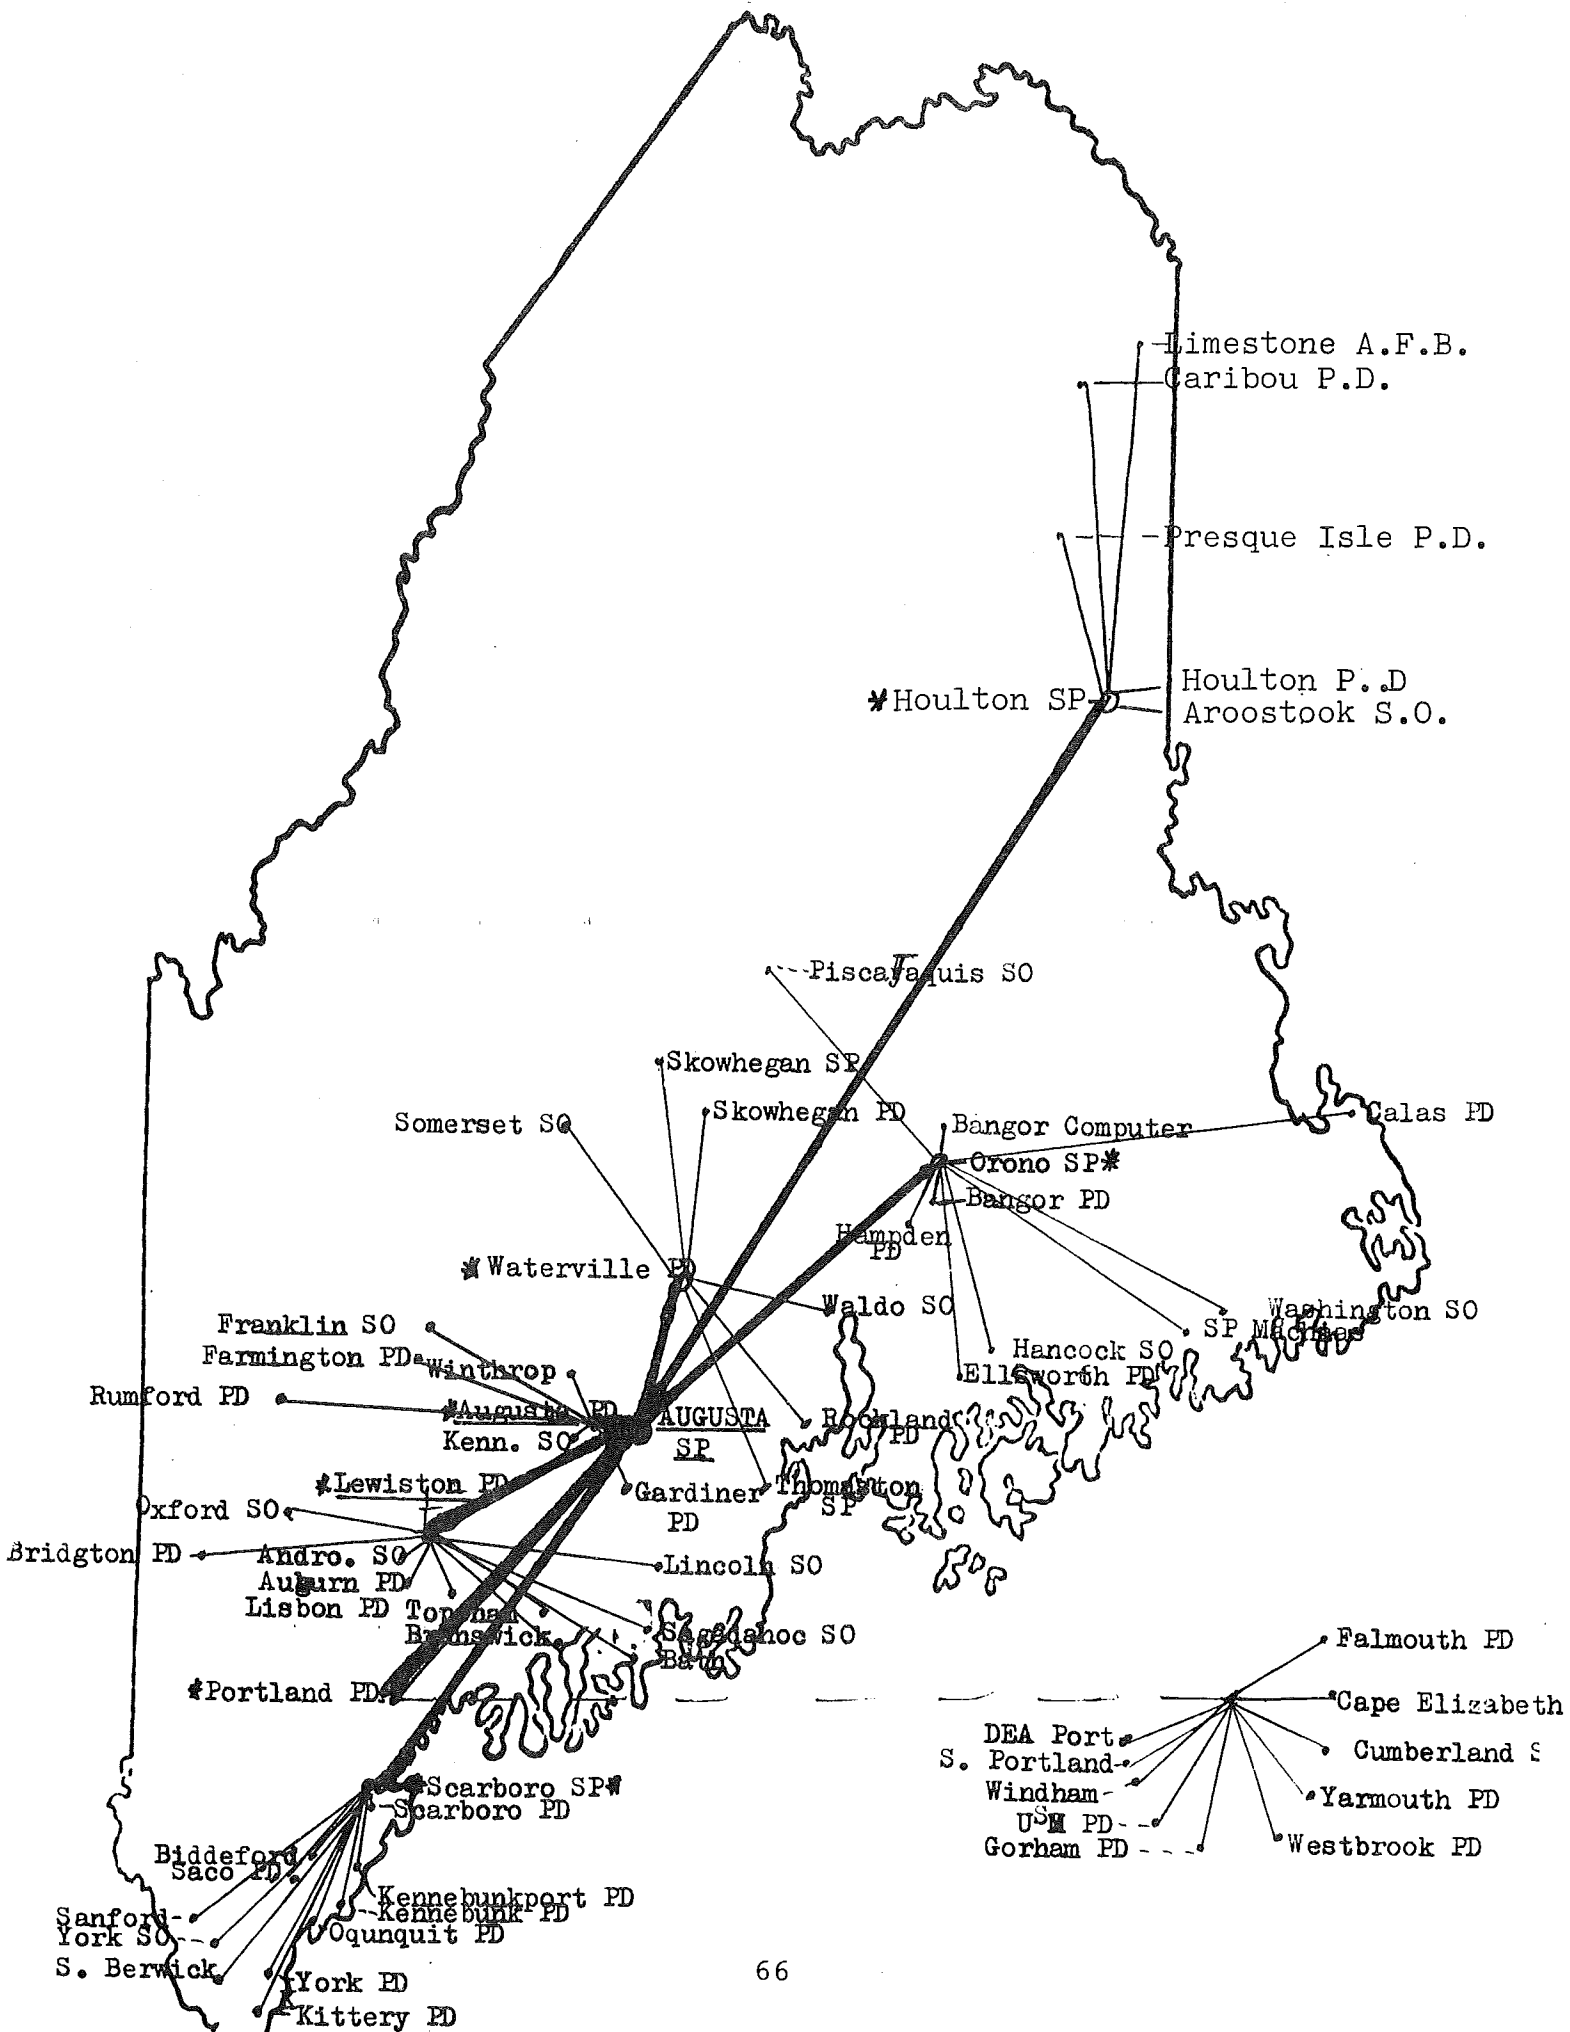 Limestone A.F.B.
Caribou P.D.
Presque Isle P.D.
Houlton P..D
*Houlton SP
Aroostook S.O.
PiscaTaquis SO
Skowhegan SP
Skowhegan PD
Somerset SO
Bangor Computer
Calas PD
Orono SP*
Bangor PD
Hampden
PD
*Waterville PD
Waldo SO
Washington SO
SP Machias
Franklin SO
Hancock SO
Farmington PD
Winthrop
Ellsworth PD
Rumford PD
*Augusta PD
AUGUSTA
SP
Rockland
PD
Kenn. SO
*Lewiston PD
Gardiner
PD
Thomaston
SP
Oxford SO
Bridgton PD
Andro. SO
Lincoln SO
Auburn PD
Lisbon PD
Topsham
Brunswick
Sagadahoc SO
Bath
Falmouth PD
*Portland PD
Cape Elizabeth
DEA Port
S. Portland
Cumberland S
Windham
Yarmouth PD
USM PD
Gorham PD
Westbrook PD
*Scarboro SP*
Scarboro PD
Biddeford
Saco PD
Kennebunkport PD
Kennebunk PD
Sanford
York SO
Oqunquit PD
S. Berwick
York PD
Kittery PD
66